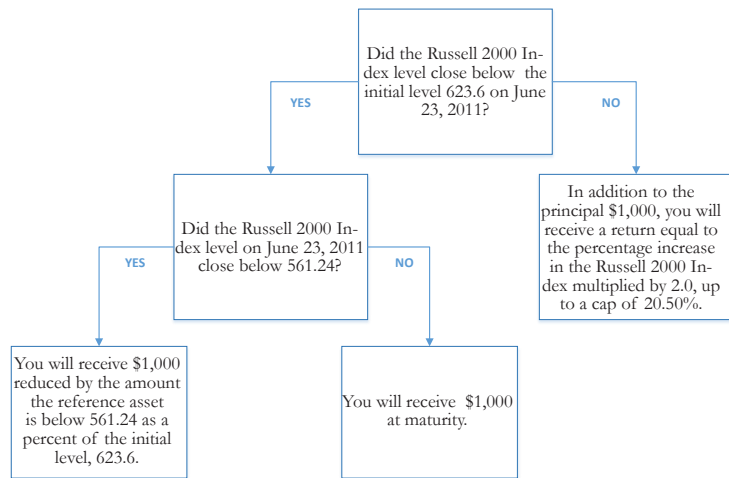 Did the Russell 2000 In-
dex level close below the
initial level 623.6 on June
23, 2011?
YES
NO
Did the Russell 2000 In-
dex level on June 23, 2011
close below 561.24?
In addition to the
principal $1,000, you will
receive a return equal to
the percentage increase
in the Russell 2000 In-
dex multiplied by 2.0, up
to a cap of 20.50%.
YES
NO
You will receive $1,000
reduced by the amount
the reference asset
is below 561.24 as a
percent of the initial
level, 623.6.
You will receive $1,000
at maturity.